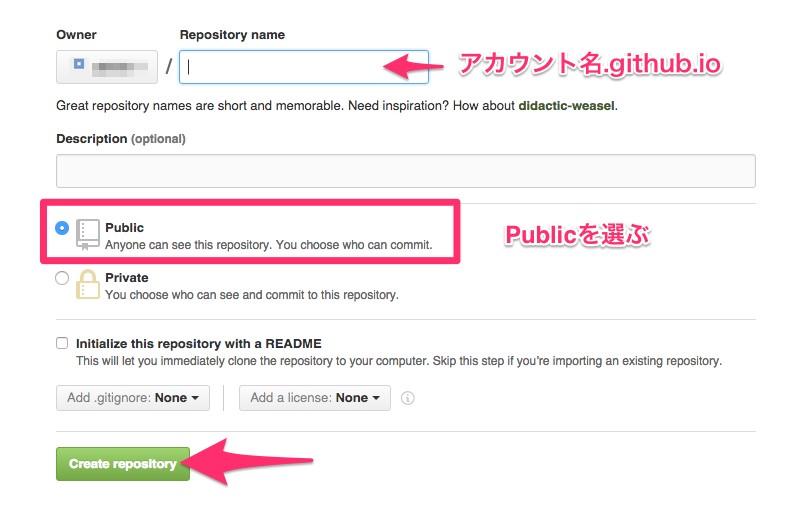 Owner
Repository name
/
アカウント名.github.io
Great repository names are short and memorable. Need inspiration? How about didactic-weasel.
Description (optional)
Public
Anyone can see this repository. You choose who can commit.
Publicを選ぶ
Private
You choose who can see and commit to this repository.
Initialize this repository with a README
This will let you immediately clone the repository to your computer. Skip this step if you're importing an existing repository.
Add .gitignore: None
Add a license: None
Create repository